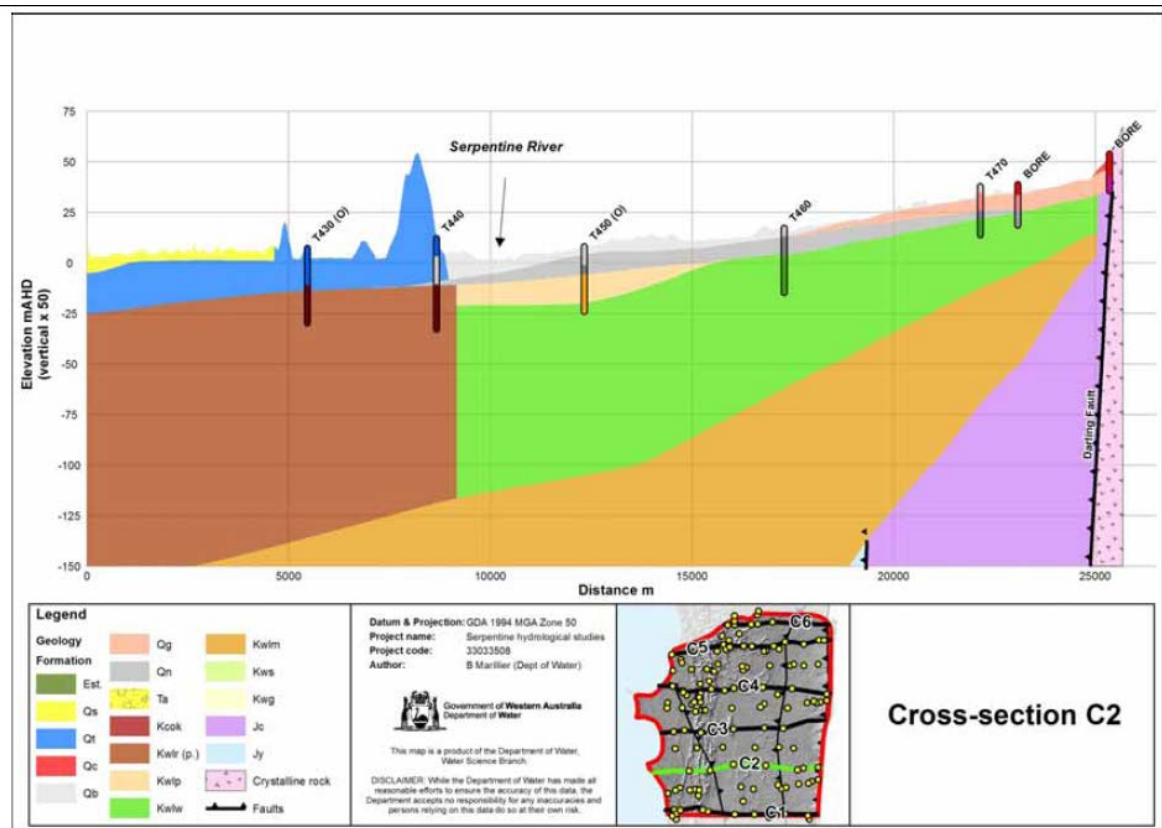 75
50
25
0
-25
-50
-75
-100
-125
-150
Elevation mAHD
(vertical x 50)
Serpentine River
T430 (O)
T440
T450 (O)
T460
T470
BORE
BORE
Darling Fault
0
5000
10000
15000
20000
25000
Distance m
Legend
Geology
Formation
Est.
Qs
Qt
Qc
Qb
Qg
Qn
Ta
Kcok
Kwlr (p.)
Kwlp
Kwlw
Kwlm
Kws
Kwg
Jc
Jy
Crystalline rock
Faults
Datum & Projection: GDA 1994 MGA Zone 50
Project name: Serpentine hydrological studies
Project code: 33033508
Author: B Marillier (Dept of Water)
Government of Western Australia
Department of Water
This map is a product of the Department of Water,
Water Science Branch.
DISCLAIMER: While the Department of Water has made all
reasonable efforts to ensure the accuracy of this data, the
Department accepts no responsibility for any inaccuracies and
persons relying on this data do so at their own risk.
C6
C5
C4
C3
C2
C1
Cross-section C2